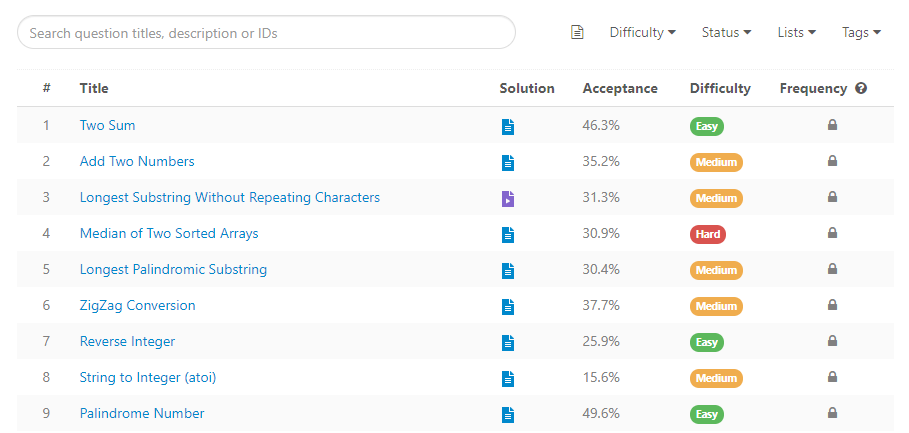 Search question titles, description or IDs Difficulty Status Lists Tags
# Title Solution Acceptance Difficulty Frequency ?
1 Two Sum 46.3% Easy
2 Add Two Numbers 35.2% Medium
3 Longest Substring Without Repeating Characters 31.3% Medium
4 Median of Two Sorted Arrays 30.9% Hard
5 Longest Palindromic Substring 30.4% Medium
6 ZigZag Conversion 37.7% Medium
7 Reverse Integer 25.9% Easy
8 String to Integer (atoi) 15.6% Medium
9 Palindrome Number 49.6% Easy